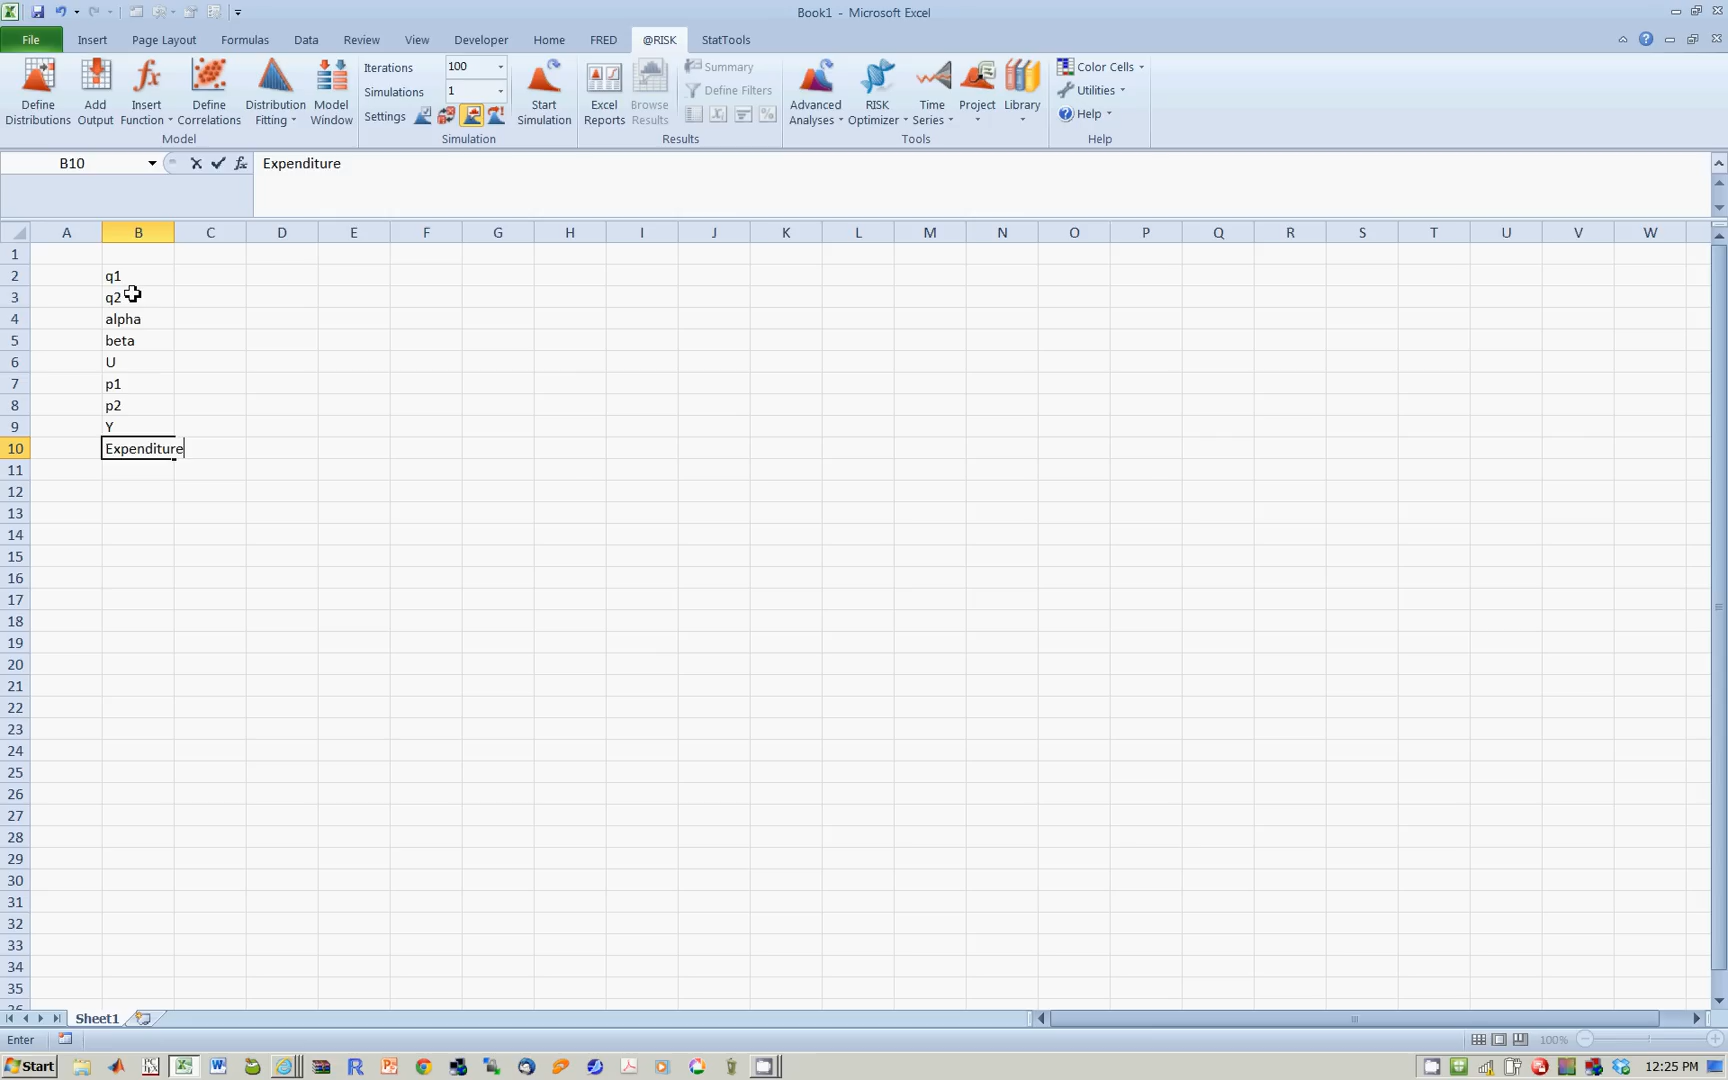 Book1 - Microsoft Excel
File Insert Page Layout Formulas Data Review View Developer Home FRED @RISK StatTools
Define Distributions
Add Output
Insert Function
Define Correlations
Distribution Fitting
Model Window
Model
Iterations 100
Simulations 1
Settings
Start Simulation
Simulation
Excel Reports
Browse Results
Summary
Define Filters
Results
Advanced Analyses
RISK Optimizer
Time Series
Project
Library
Tools
Color Cells
Utilities
Help
Help
B10 fx Expenditure
A B C D E F G H I J K L M N O P Q R S T U V W
1
2 q1
3 q2
4 alpha
5 beta
6 U
7 p1
8 p2
9 Y
10 Expenditure
11
12
13
14
15
16
17
18
19
20
21
22
23
24
25
26
27
28
29
30
31
32
33
34
35
Sheet1
Enter 100%
Start 12:25 PM